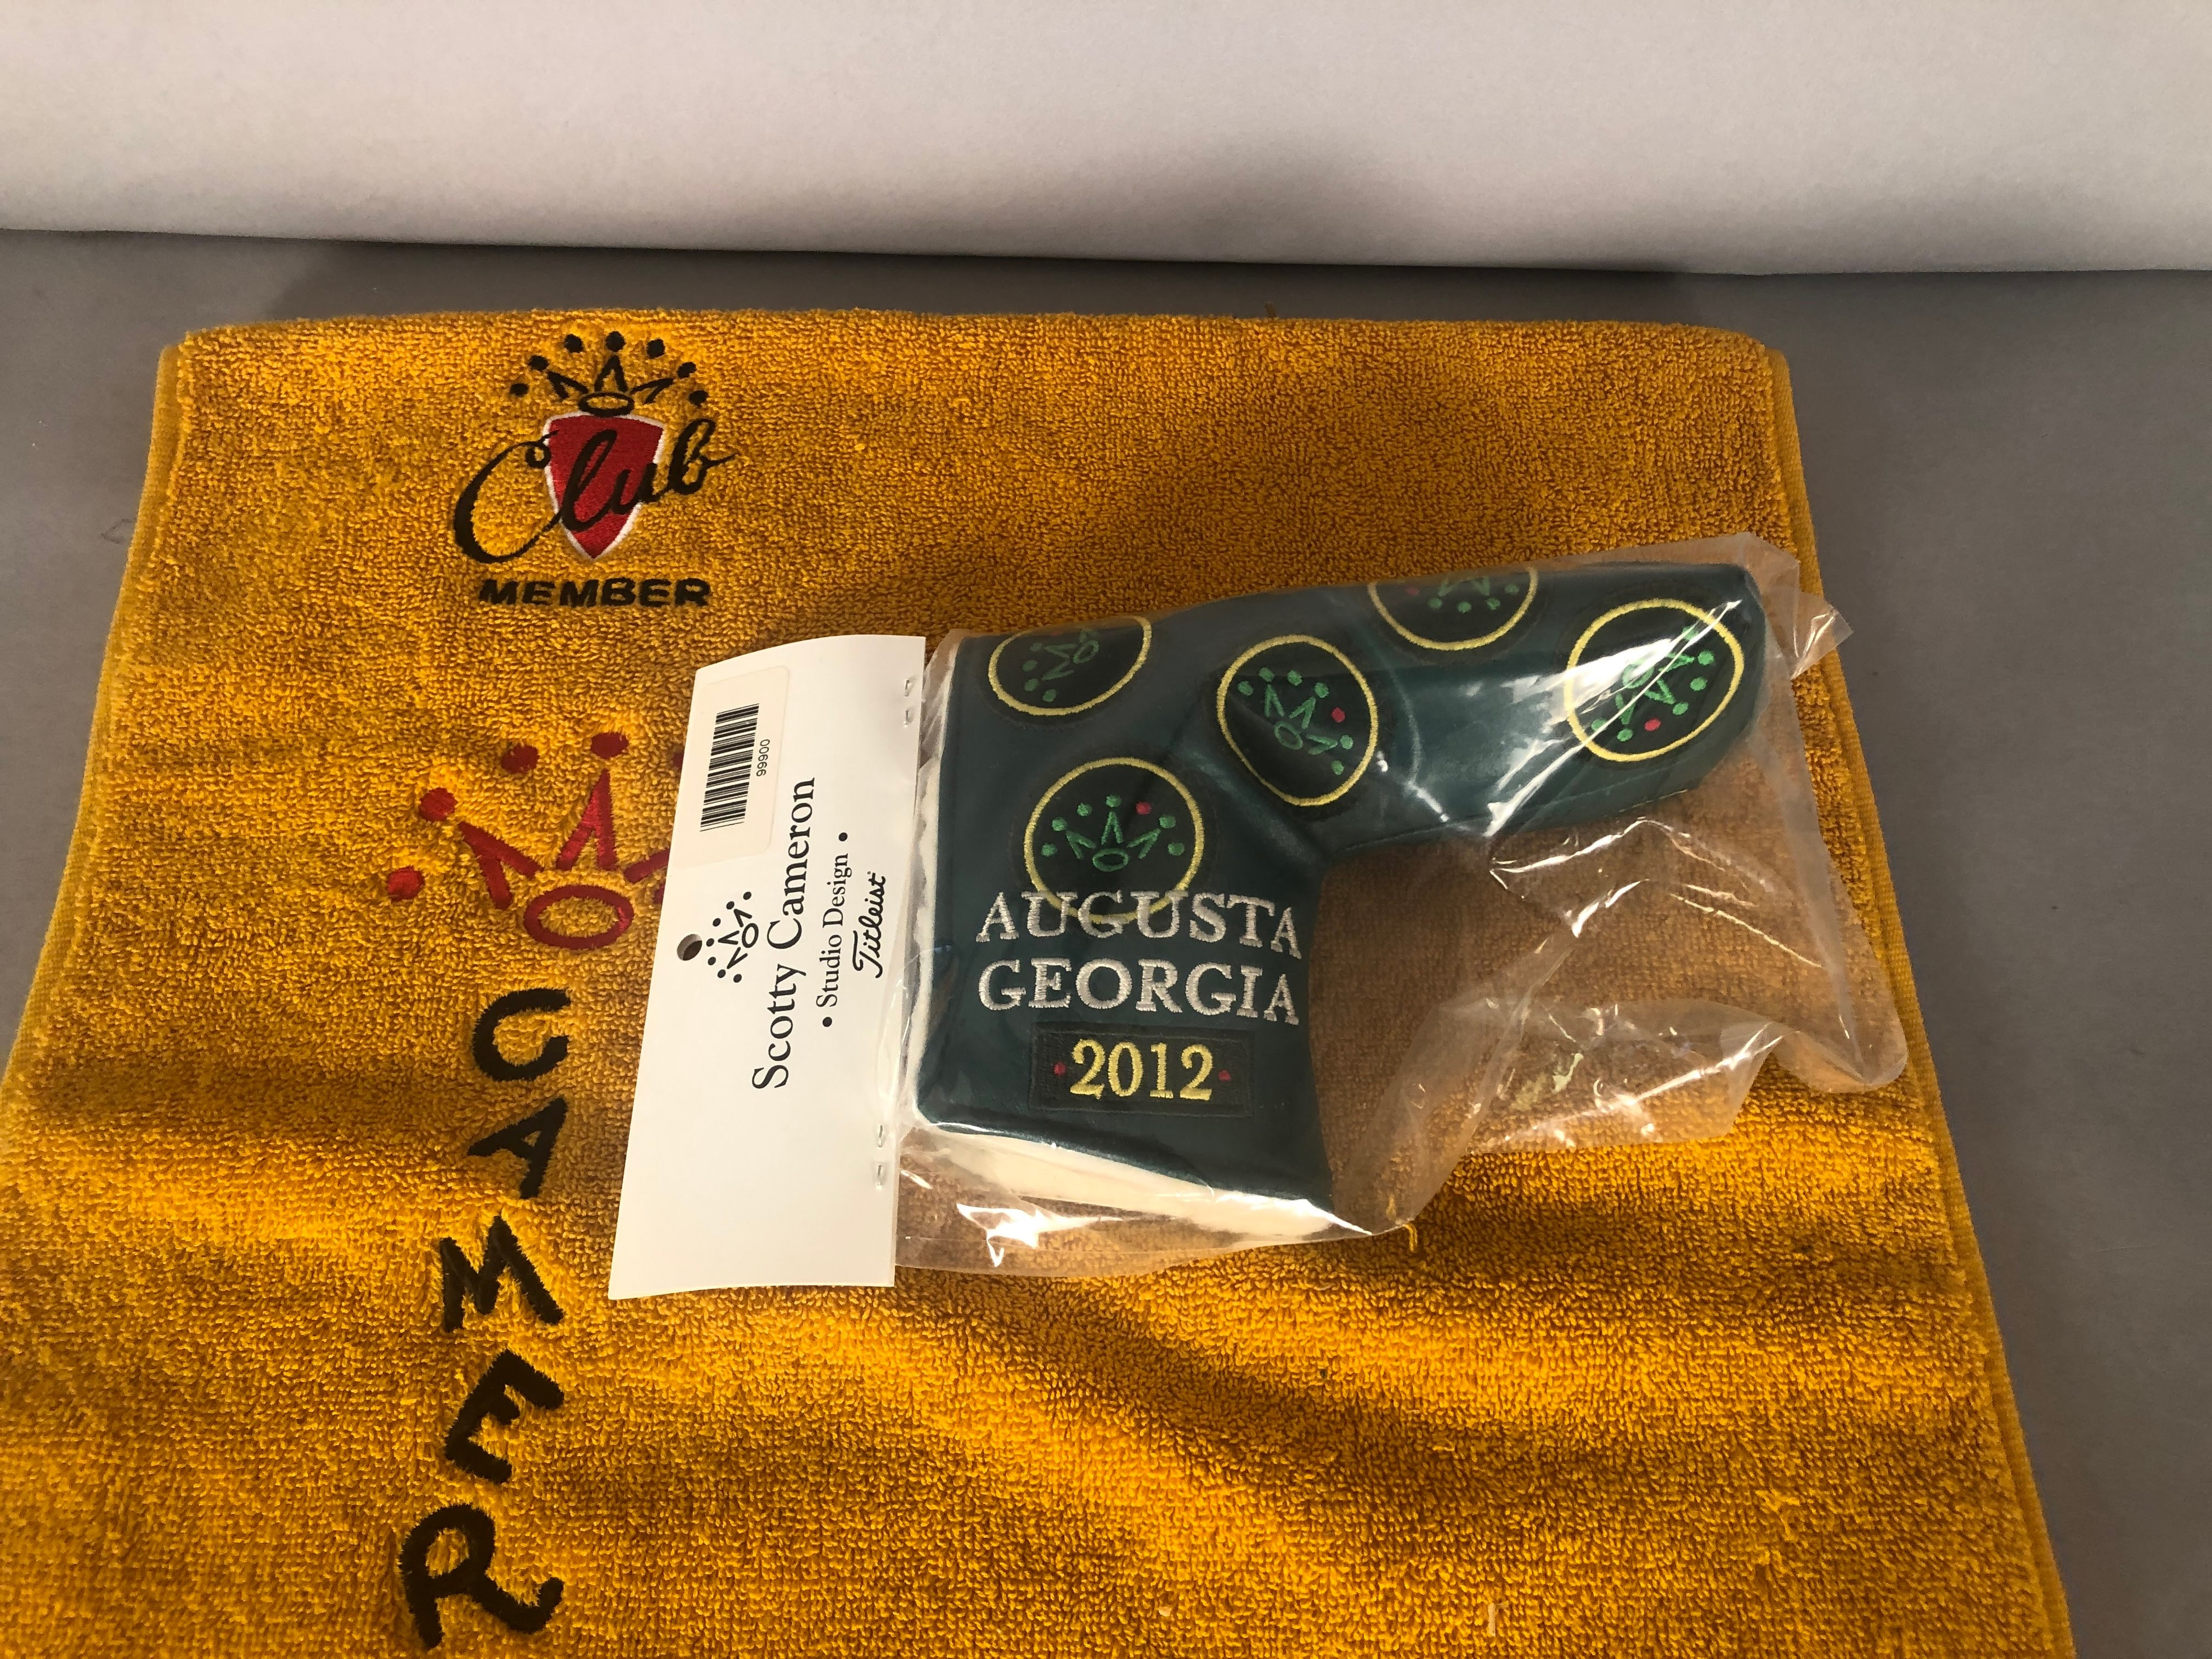 Club
MEMBER
CAMER
99900
Scotty Cameron
• Studio Design •
Titleist
AUGUSTA
GEORGIA
2012